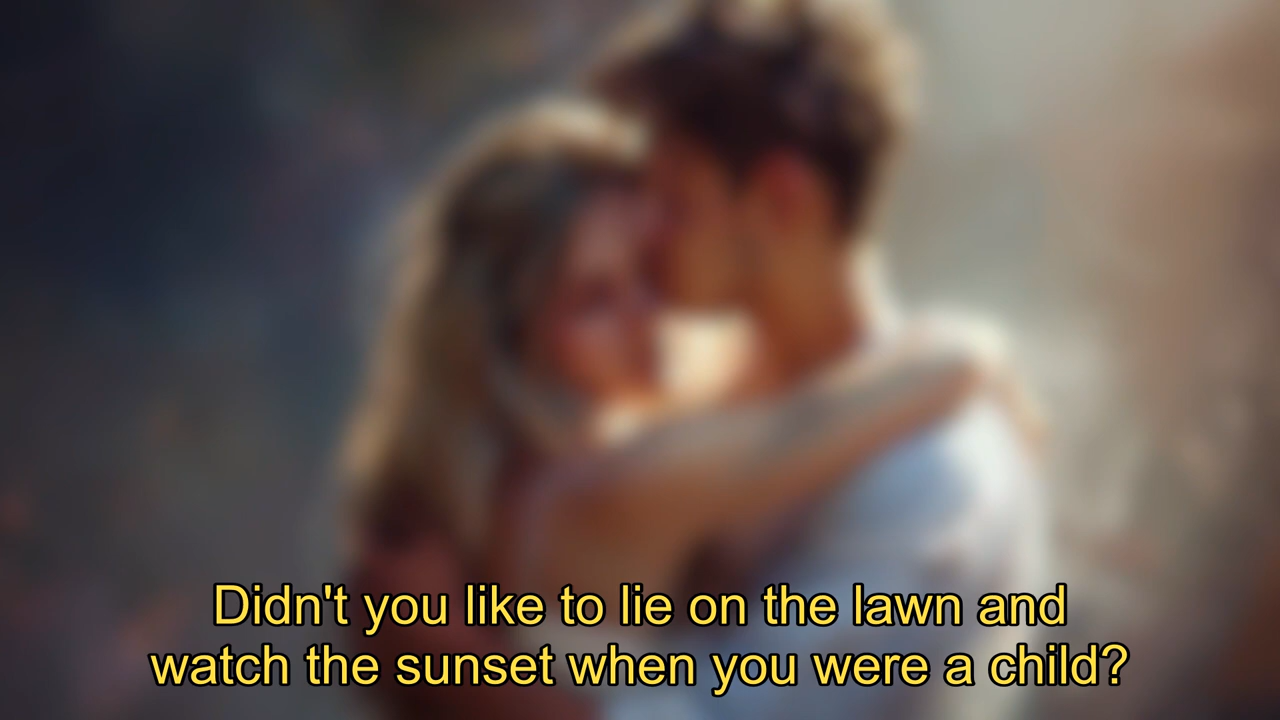 Didn't you like to lie on the lawn and
watch the sunset when you were a child?